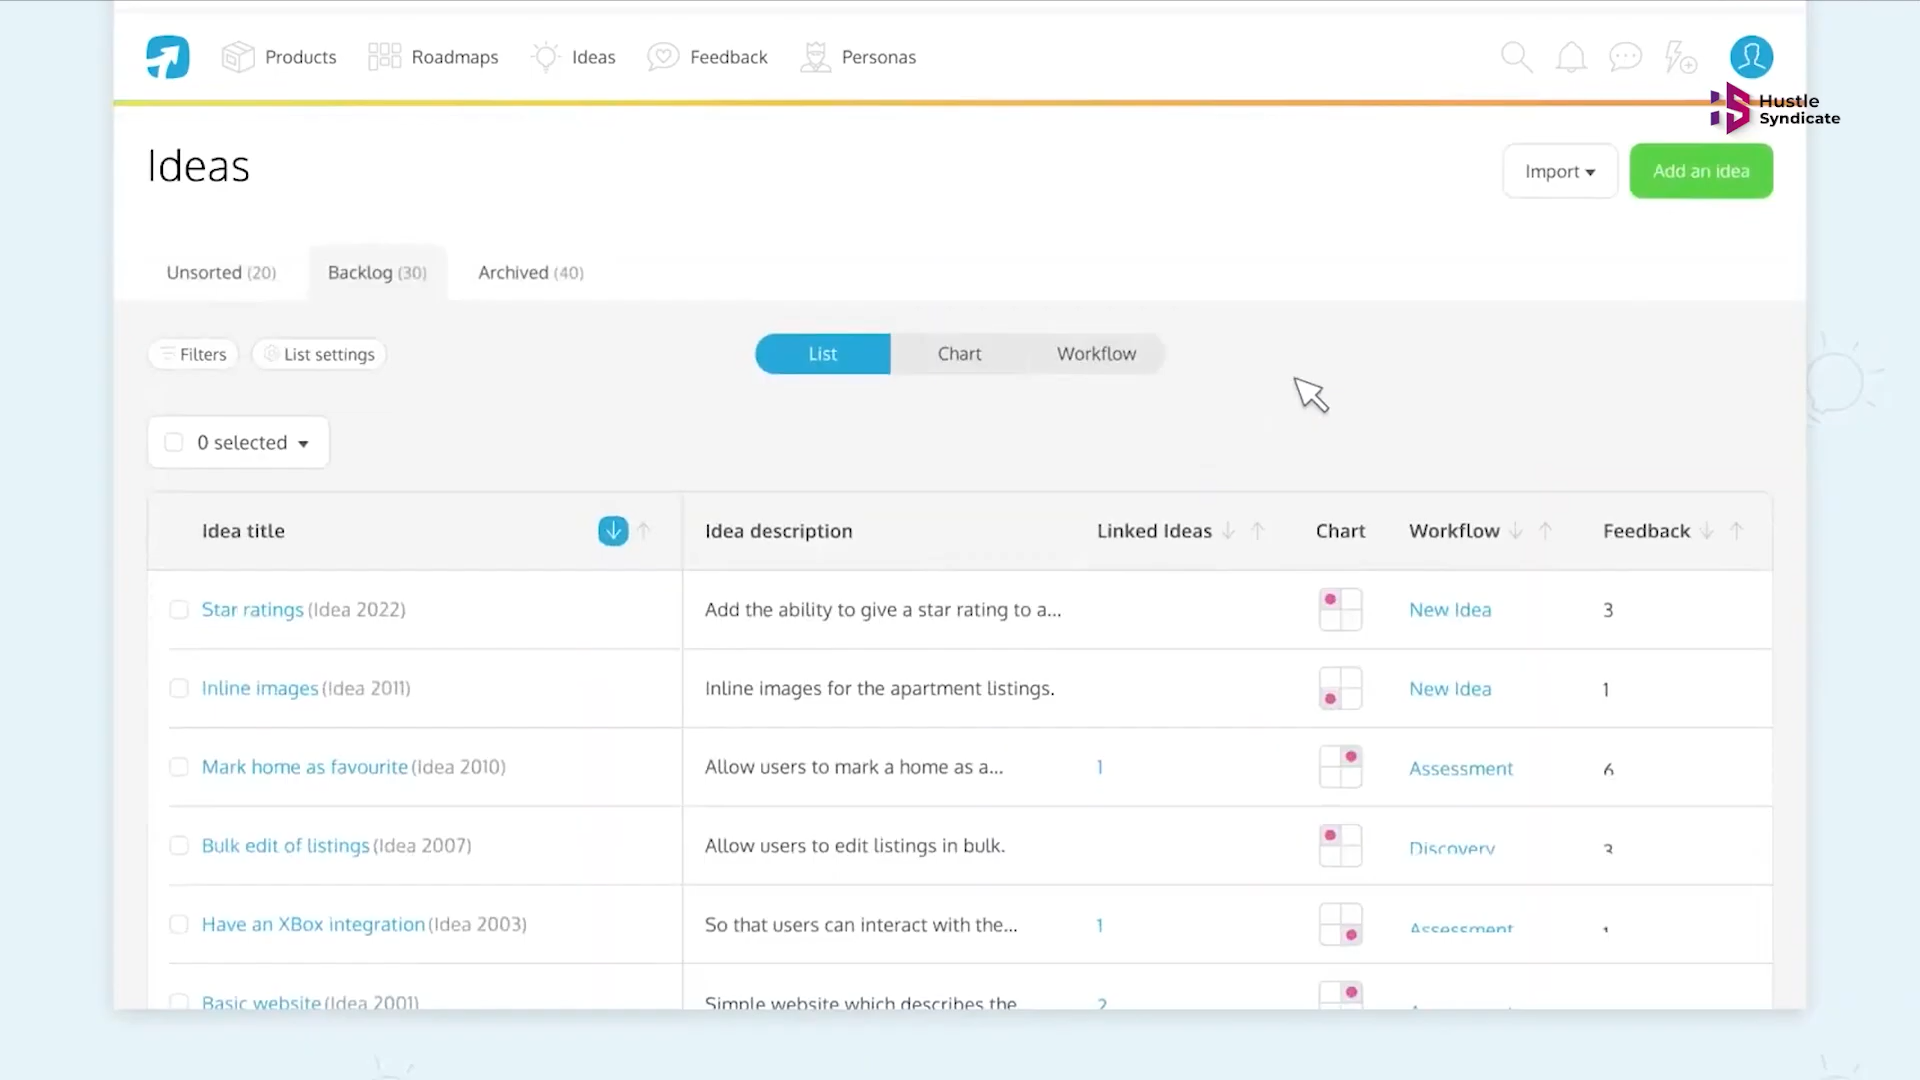 Products Roadmaps Ideas Feedback Personas
Hustle
Syndicate
Ideas
Import Add an idea
Unsorted (20) Backlog (30) Archived (40)
Filters List settings List Chart Workflow
0 selected
Idea title Idea description Linked Ideas Chart Workflow Feedback
Star ratings (Idea 2022) Add the ability to give a star rating to a... New Idea 3
Inline images (Idea 2011) Inline images for the apartment listings. New Idea 1
Mark home as favourite (Idea 2010) Allow users to mark a home as a... 1 Assessment 6
Bulk edit of listings (Idea 2007) Allow users to edit listings in bulk. Discovery 3
Have an XBox integration (Idea 2003) So that users can interact with the... 1 Assessment
Basic website (Idea 2001) Simple website which describes the 2